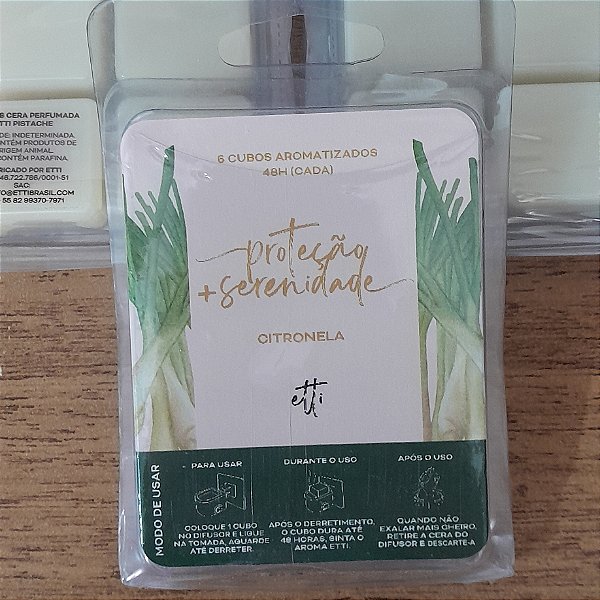 6 CUBOS AROMATIZADOS
48H (CADA)
proteção
+serenidade
CITRONELA
etti
MODO DE USAR
PARA USAR
COLOQUE 1 CUBO
NO DIFUSOR E LIGUE
NA TOMADA, AGUARDE
ATÉ DERRETER.
DURANTE O USO
APÓS O DERRETIMENTO,
O CUBO DURA ATÉ
48 HORAS, SINTA O
AROMA ETTI.
APÓS O USO
QUANDO NÃO
EXALAR MAIS CHEIRO,
RETIRE A CERA DO
DIFUSOR E DESCARTE-A
CERA PERFUMADA
ETTI PISTACHE
DE: INDETERMINADA.
NTÉM PRODUTOS DE
RIGEM ANIMAL.
CONTÉM PARAFINA.
RICADO POR ETTI
48.722.786/0001-51
SAC:
TO@ETTIBRASIL.COM
55 82 99370-7971